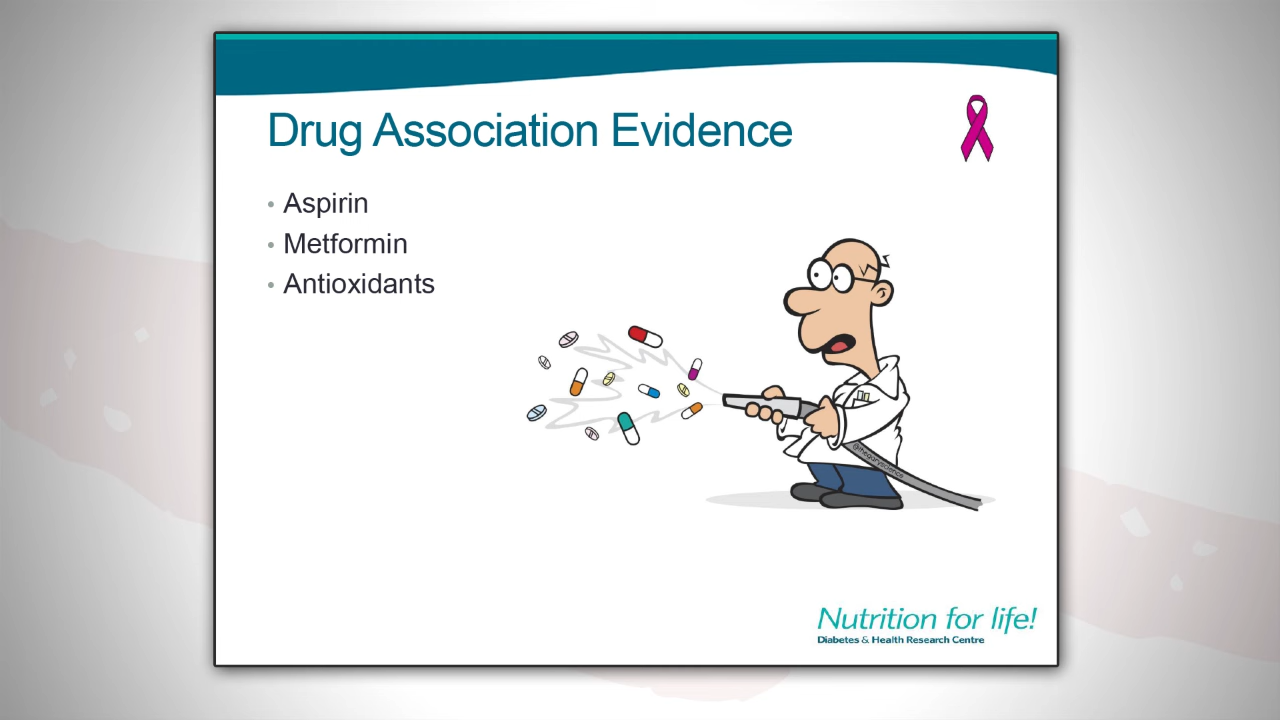 Drug Association Evidence
• Aspirin
• Metformin
• Antioxidants
Nutrition for life!
Diabetes & Health Research Centre